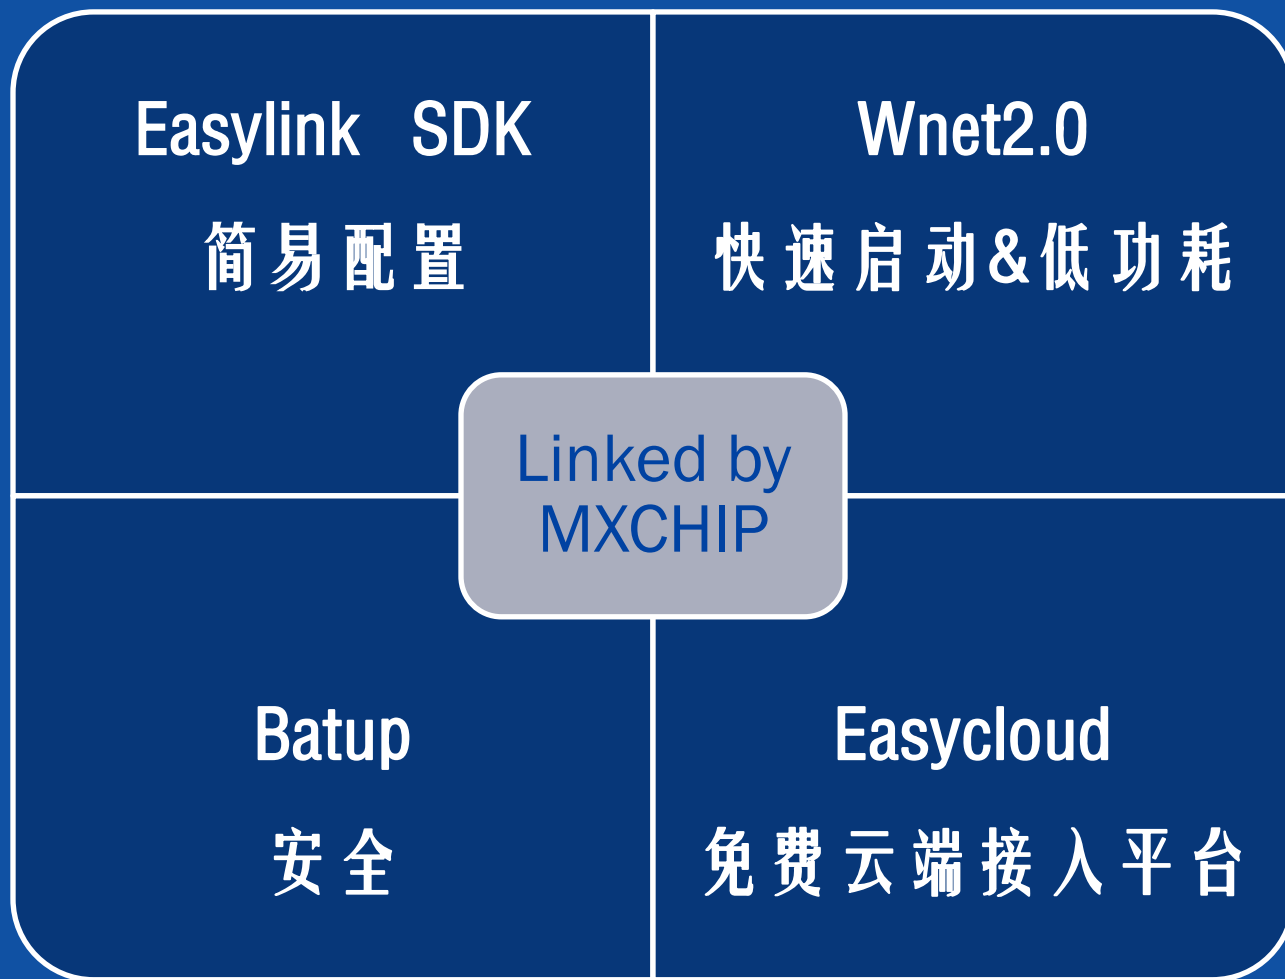 Easylink SDK
简易配置
Wnet2.0
快速启动&低功耗
Linked by
MXCHIP
Batup
安全
Easycloud
免费云端接入平台